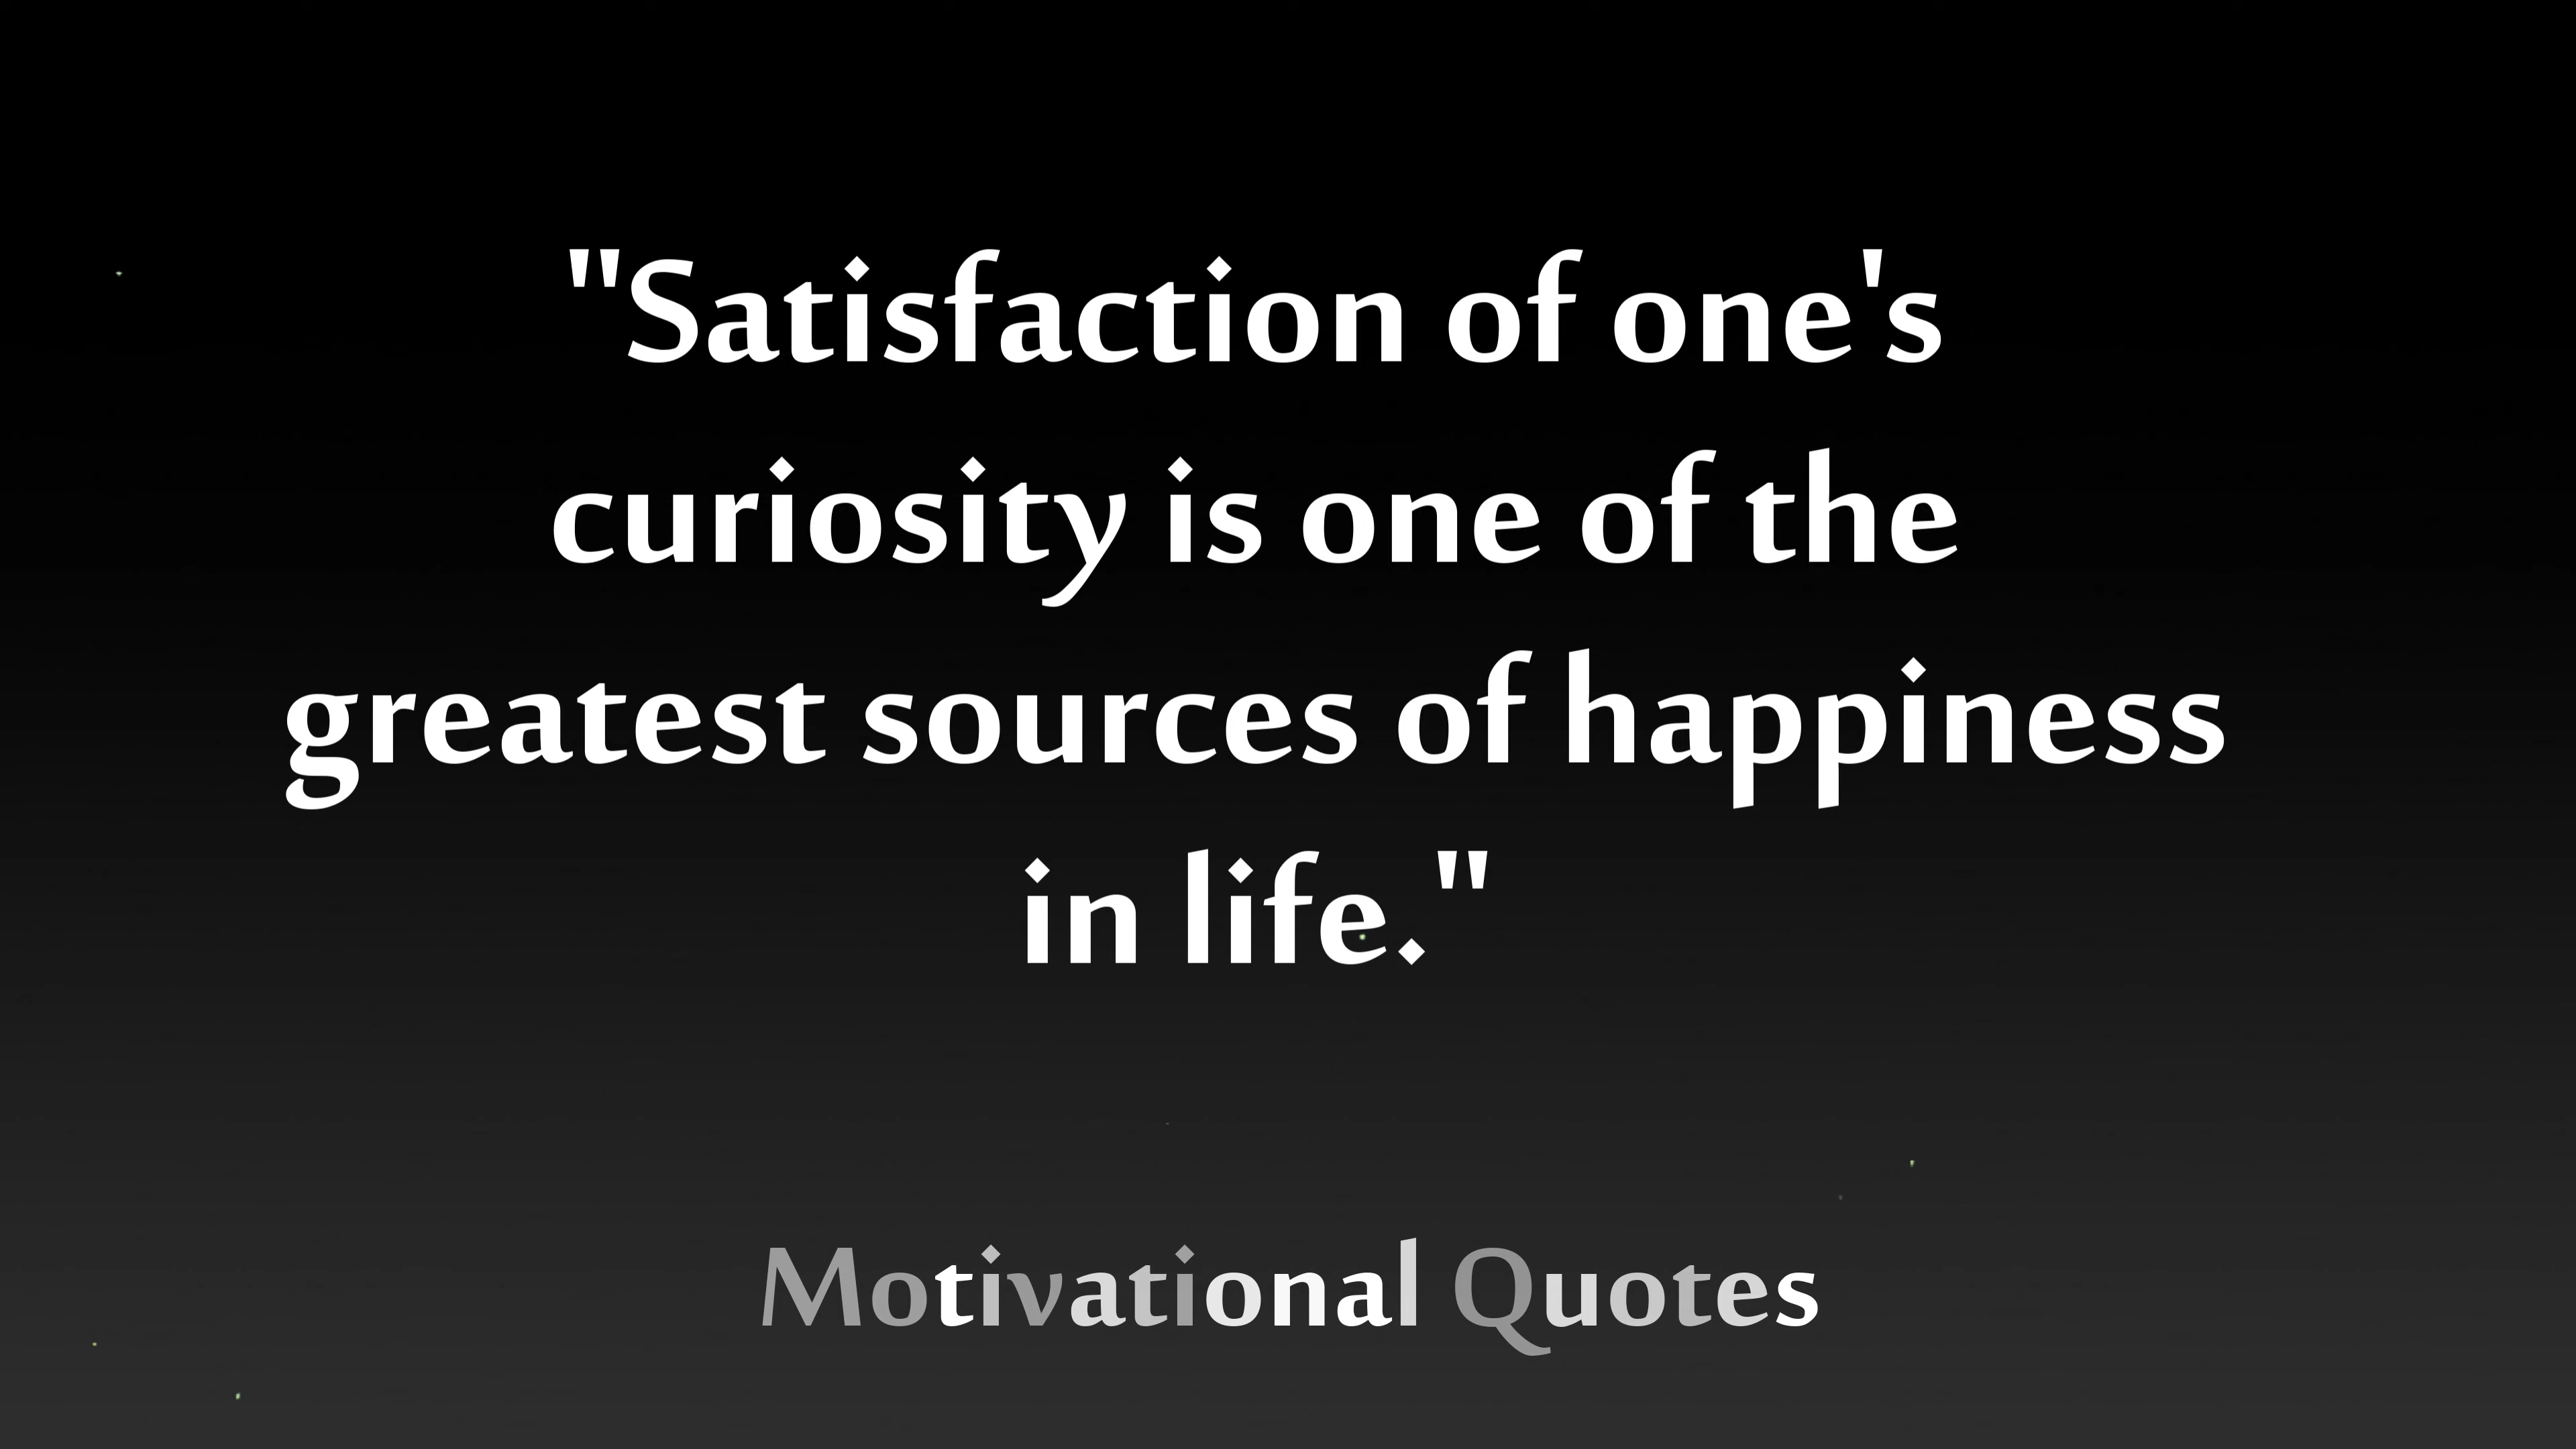 "Satisfaction of one's
curiosity is one of the
greatest sources of happiness
in life."
Motivational Quotes